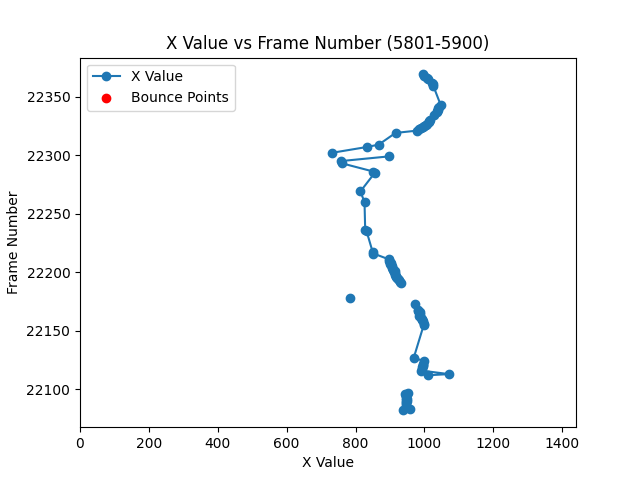 X Value vs Frame Number (5801-5900)
X Value
Bounce Points
Frame Number
22350
22300
22250
22200
22150
22100
0 200 400 600 800 1000 1200 1400
X Value